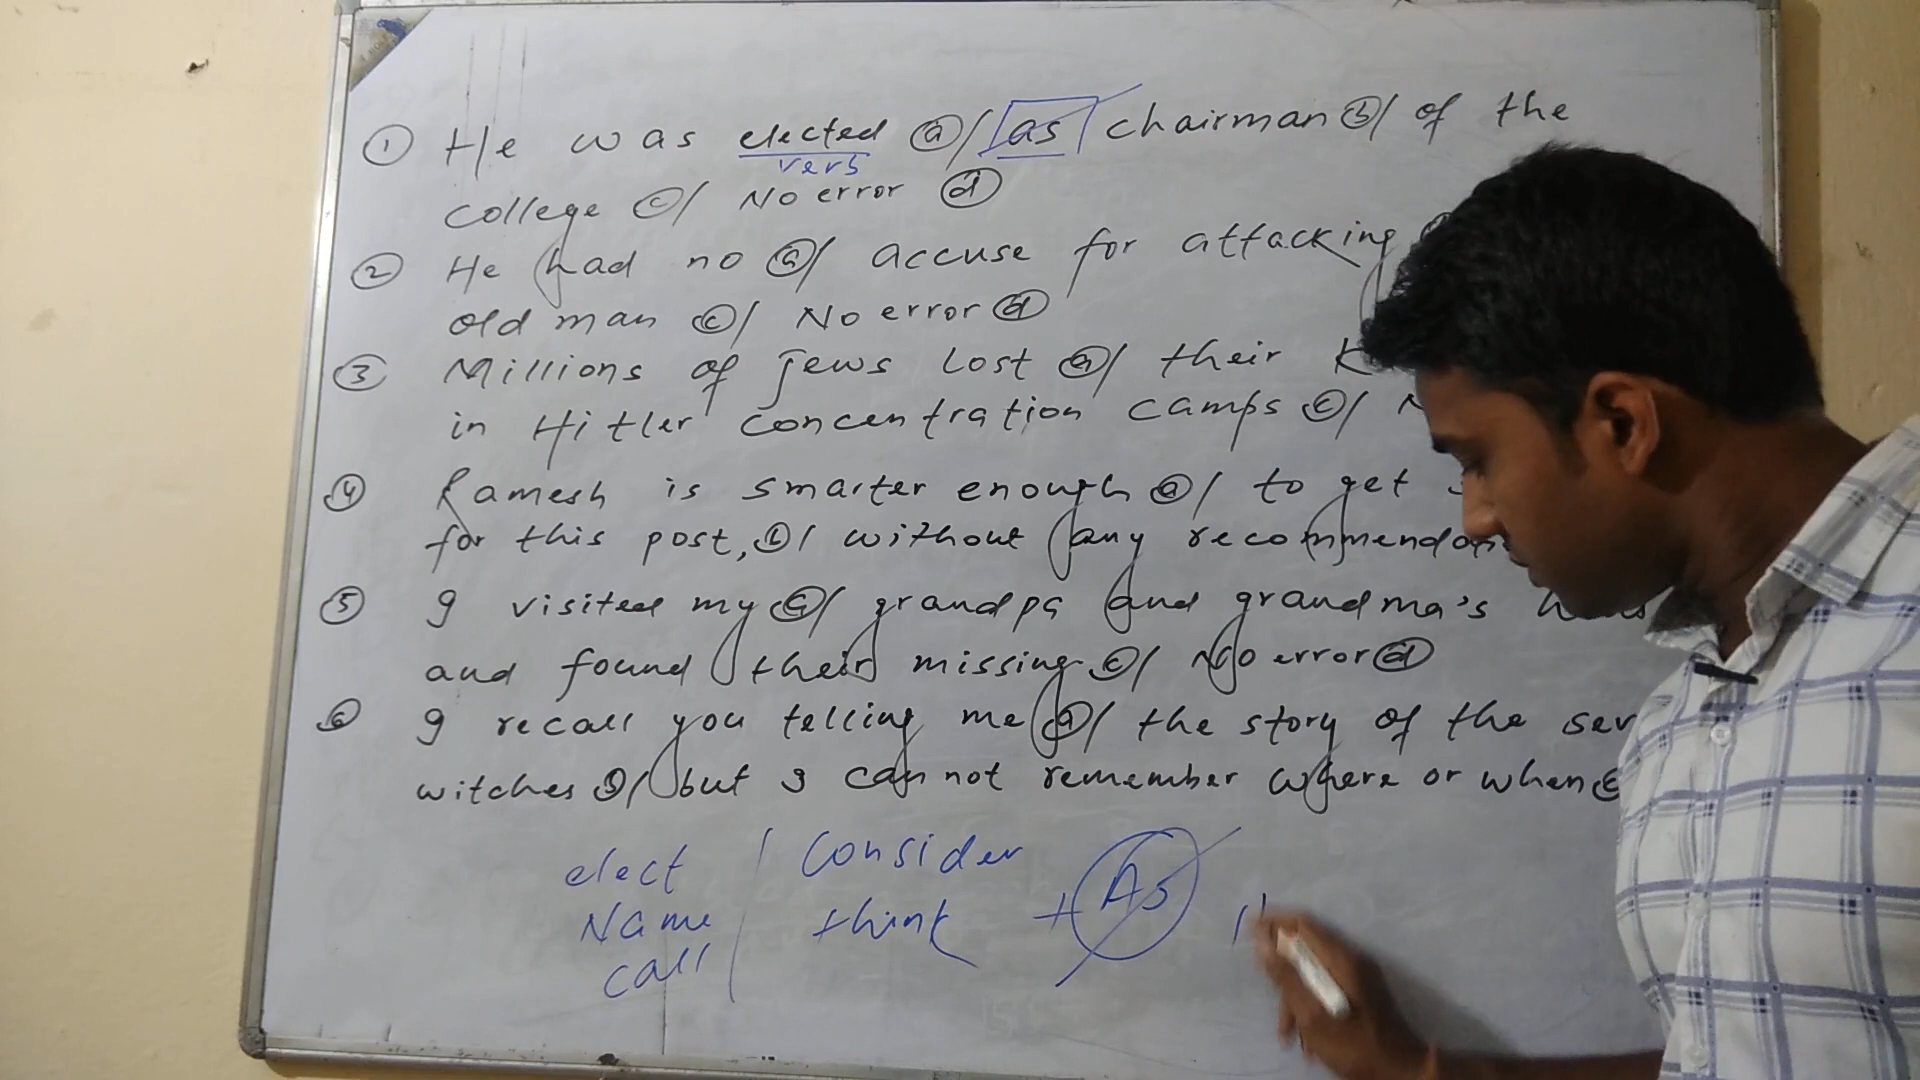 ① He was elected ⓐ/ as chairman ⓑ/ of the
verb
college ⓒ/ No error ⓓ
② He had no ⓐ/ accuse for attacking
old man ⓒ/ No error ⓓ
③ Millions of Jews lost ⓐ/ their
in Hitler concentration camps ⓒ/
④ Ramesh is smarter enough ⓐ/ to get
for this post, ⓑ/ without any
⑤ I visited my ⓐ/ grandpa and grandma's
and found their missing ⓒ/ No error ⓓ
⑥ I recall you telling me ⓐ/ the story of the
witches ⓑ/ but I can not remember where or when ⓒ
elect / Consider
Name think + As
call